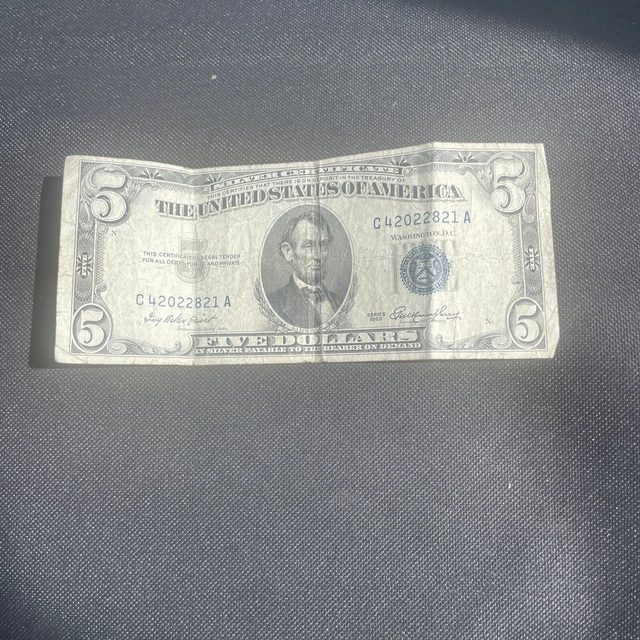 5 SILVER CERTIFICATE 5
THIS CERTIFIES THAT THERE IS ON DEPOSIT IN THE TREASURY OF
THE UNITED STATES OF AMERICA
C 42022821 A
N
WASHINGTON, D.C.
THIS CERTIFICATE IS LEGAL TENDER
FOR ALL DEBTS PUBLIC AND PRIVATE
C 42022821 A
SERIES
1953
5 FIVE DOLLARS 5
IN SILVER PAYABLE TO THE BEARER ON DEMAND